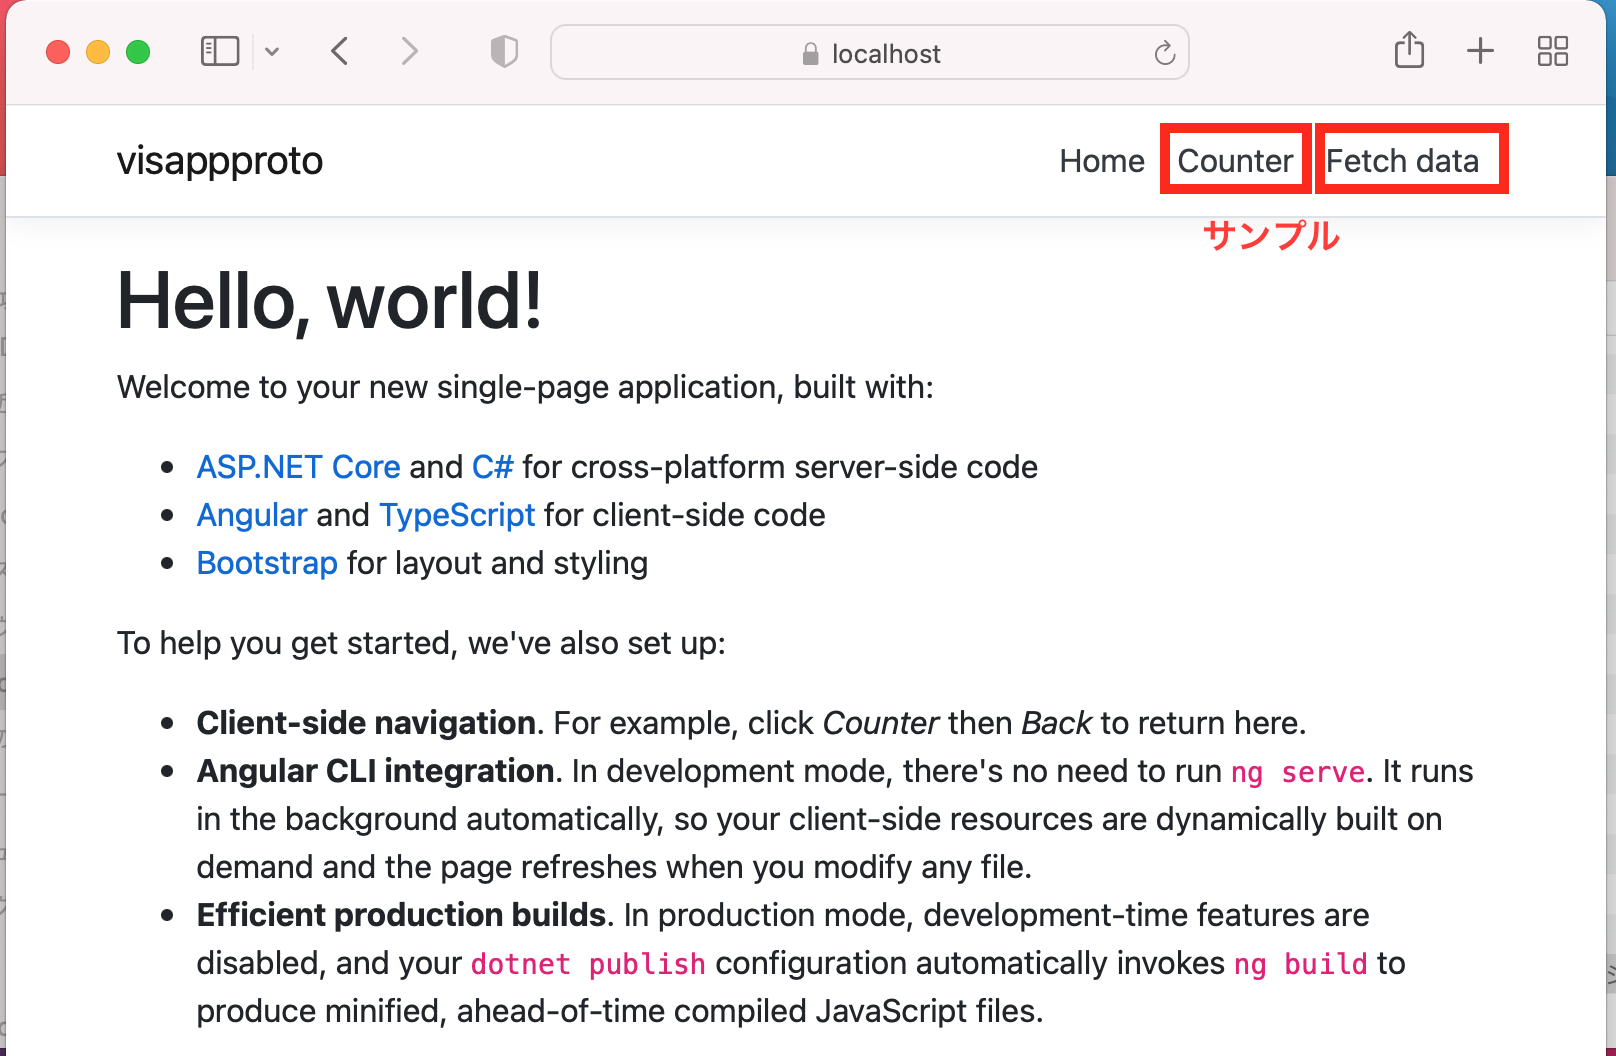 localhost
visappproto
Home Counter Fetch data
サンプル
Hello, world!
Welcome to your new single-page application, built with:
ASP.NET Core and C# for cross-platform server-side code
Angular and TypeScript for client-side code
Bootstrap for layout and styling
To help you get started, we've also set up:
Client-side navigation. For example, click Counter then Back to return here.
Angular CLI integration. In development mode, there's no need to run ng serve. It runs
in the background automatically, so your client-side resources are dynamically built on
demand and the page refreshes when you modify any file.
Efficient production builds. In production mode, development-time features are
disabled, and your dotnet publish configuration automatically invokes ng build to
produce minified, ahead-of-time compiled JavaScript files.